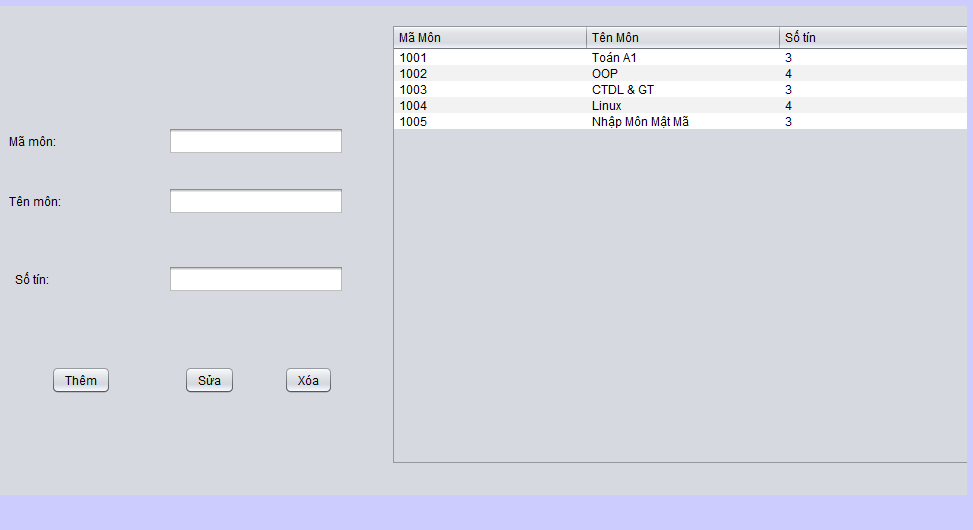 Mã Môn Tên Môn Số tín
1001 Toán A1 3
1002 OOP 4
1003 CTDL & GT 3
1004 Linux 4
1005 Nhập Môn Mật Mã 3
Mã môn:
Tên môn:
Số tín:
Thêm Sửa Xóa